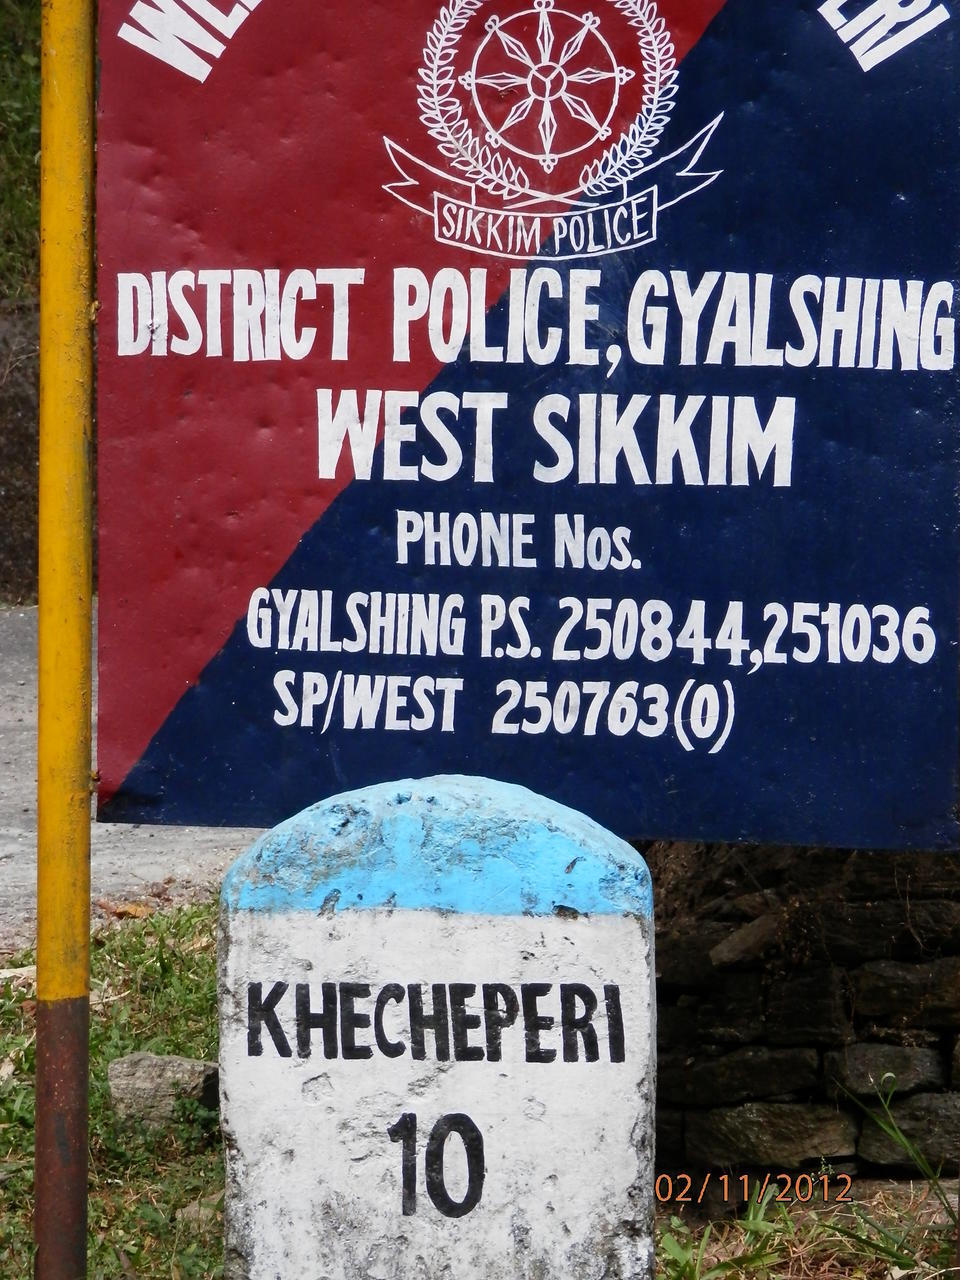 SIKKIM POLICE
DISTRICT POLICE, GYALSHING
WEST SIKKIM
PHONE Nos.
GYALSHING P.S. 250844,251036
SP/WEST 250763(O)
KHECHEPERI
10
02/11/2012